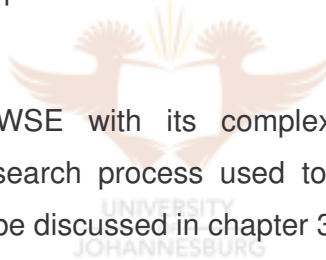 WSE with its complex
search process used to
be discussed in chapter 3
UNIVERSITY
JOHANNESBURG